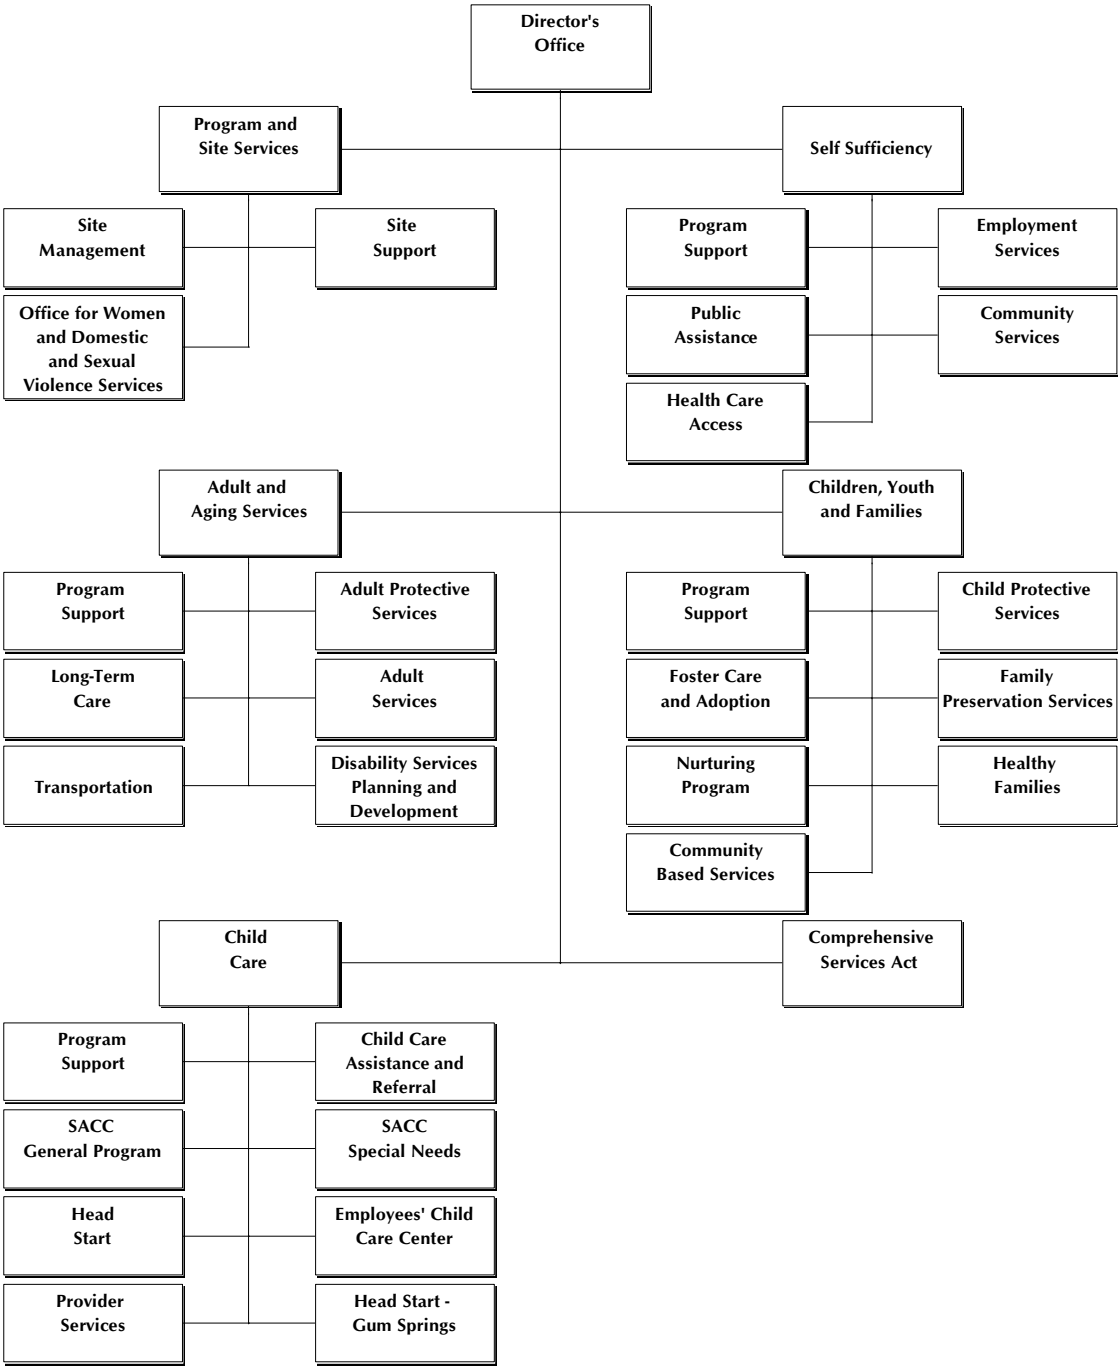 Director's
Office
Program and
Site Services
Self Sufficiency
Site
Management
Site
Support
Program
Support
Employment
Services
Office for Women
and Domestic
and Sexual
Violence Services
Public
Assistance
Community
Services
Health Care
Access
Adult and
Aging Services
Children, Youth
and Families
Program
Support
Adult Protective
Services
Program
Support
Child Protective
Services
Long-Term
Care
Adult
Services
Foster Care
and Adoption
Family
Preservation Services
Transportation
Disability Services
Planning and
Development
Nurturing
Program
Healthy
Families
Community
Based Services
Child
Care
Comprehensive
Services Act
Program
Support
Child Care
Assistance and
Referral
SACC
General Program
SACC
Special Needs
Head
Start
Employees' Child
Care Center
Provider
Services
Head Start -
Gum Springs